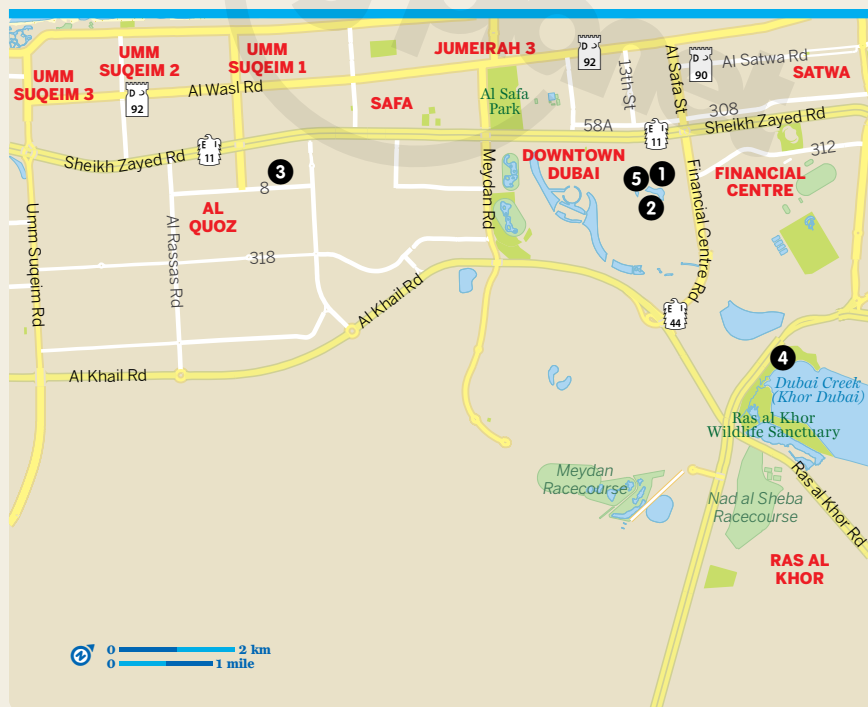 UMM
SUQEIM 3
UMM
SUQEIM 2
UMM
SUQEIM 1
JUMEIRAH 3
D
92
D
92
D
90
13th St
Al Safa St
Al Satwa Rd
SATWA
Al Wasl Rd
SAFA
Al Safa
Park
58A
308
Sheikh Zayed Rd
E
11
E
11
Sheikh Zayed Rd
312
8
3
AL
QUOZ
Al Rassas Rd
Umm Suqeim Rd
318
Meydan Rd
DOWNTOWN
DUBAI
5
1
2
FINANCIAL
CENTRE
Financial Centre Rd
Al Khail Rd
E
44
Al Khail Rd
4
Dubai Creek
(Khor Dubai)
Ras al Khor
Wildlife Sanctuary
Meydan
Racecourse
Nad al Sheba
Racecourse
Ras al Khor Rd
RAS AL
KHOR
N
0 2 km
0 1 mile